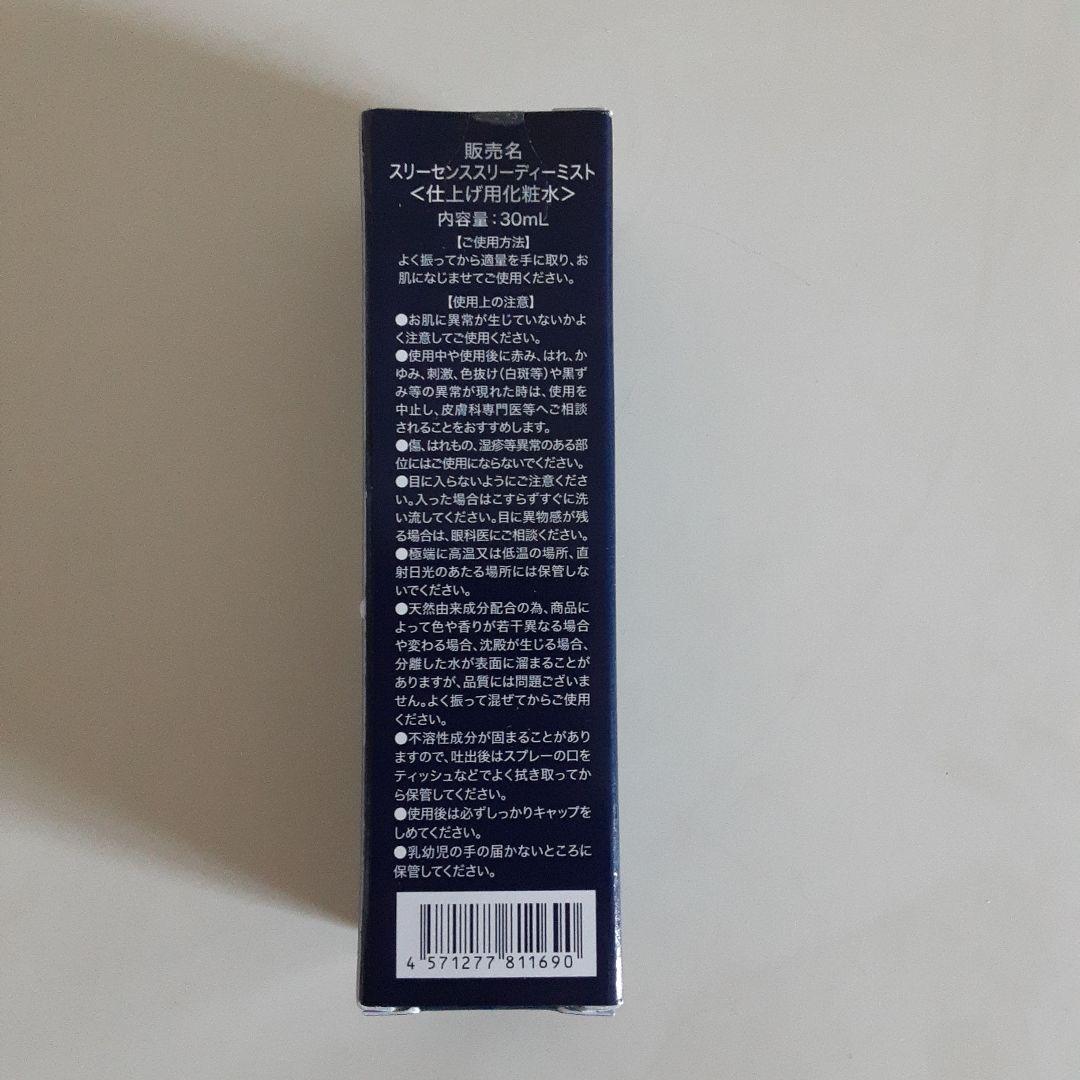 販売名
スリーセンススリーディーミスト
＜仕上げ用化粧水＞
内容量：30mL
【ご使用方法】
よく振ってから適量を手に取り、お
肌になじませてご使用ください。
【使用上の注意】
●お肌に異常が生じていないかよ
く注意してご使用ください。
●使用中や使用後に赤み、はれ、か
ゆみ、刺激、色抜け(白斑等)や黒ず
み等の異常が現れた時は、使用を
中止し、皮膚科専門医等へご相談
されることをおすすめします。
●傷、はれもの、湿疹等異常のある部
位にはご使用にならないでください。
●目に入らないようにご注意くださ
い。入った場合はこすらずすぐに洗
い流してください。目に異物感が残
る場合は、眼科医にご相談ください。
●極端に高温又は低温の場所、直
射日光のあたる場所には保管しな
いでください。
●天然由来成分配合の為、商品に
よって色や香りが若干異なる場合
や変わる場合、沈殿が生じる場合、
分離した水が表面に溜まることが
ありますが、品質には問題ございま
せん。よく振って混ぜてからご使用
ください。
●不溶性成分が固まることがあり
ますので、吐出後はスプレーの口を
ティッシュなどでよく拭き取ってか
ら保管してください。
●使用後は必ずしっかりキャップを
しめてください。
●乳幼児の手の届かないところに
保管してください。
4 571277 811690